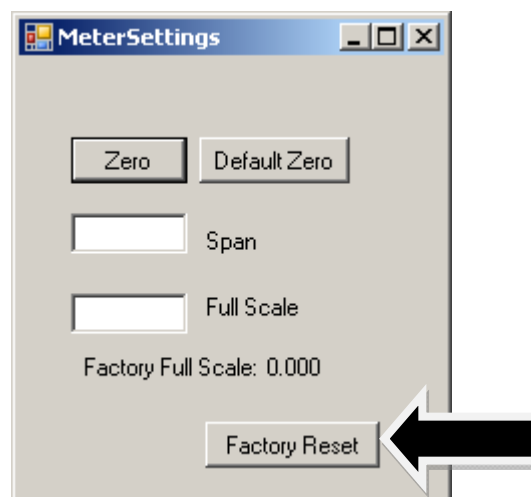 MeterSettings
Zero Default Zero
Span
Full Scale
Factory Full Scale: 0.000
Factory Reset